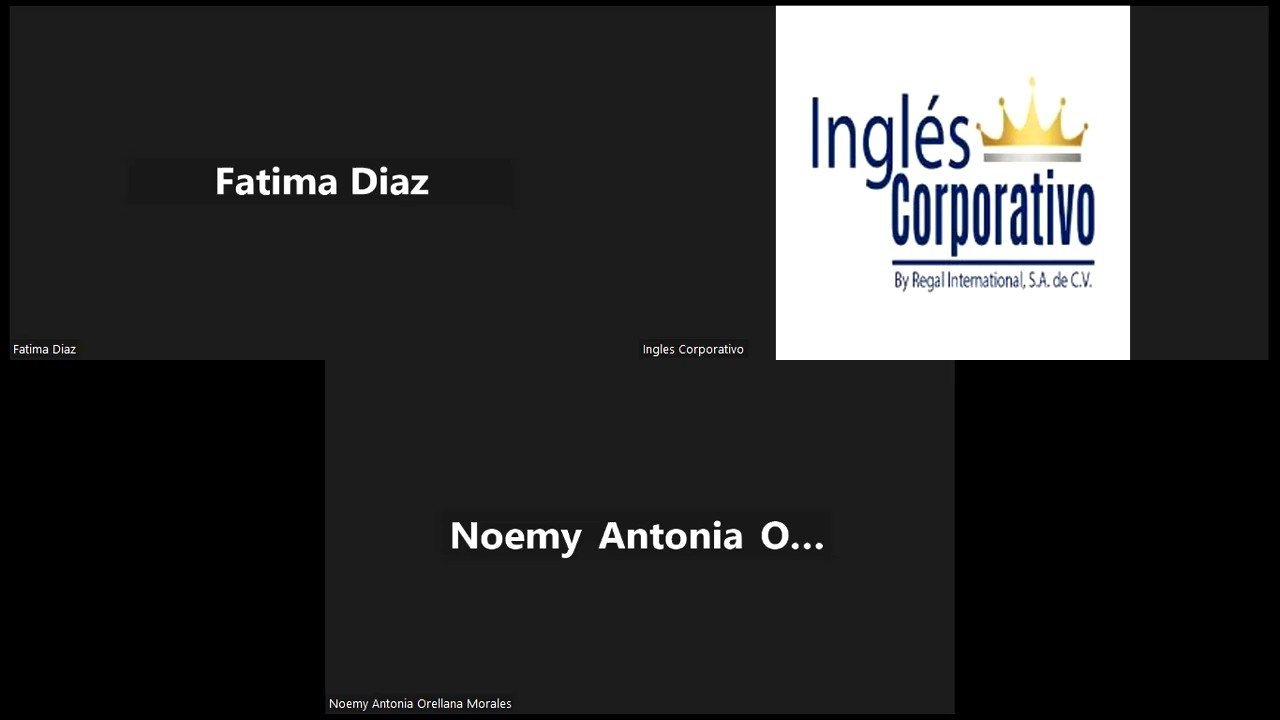 Fatima Diaz
Fatima Diaz
Inglés
Corporativo
By Regal International, S.A. de C.V.
Ingles Corporativo
Noemy Antonia O...
Noemy Antonia Orellana Morales